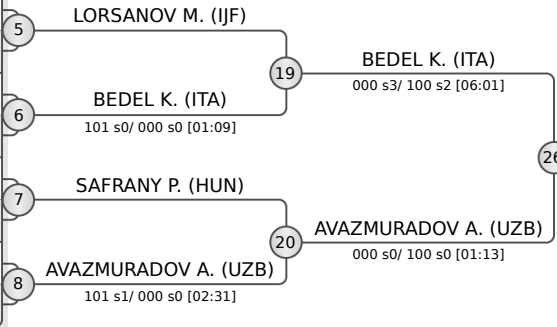 LORSANOV M. (IJF)
5
19
BEDEL K. (ITA)
000 s3/ 100 s2 [06:01]
BEDEL K. (ITA)
6
101 s0/ 000 s0 [01:09]
26
SAFRANY P. (HUN)
7
20
AVAZMURADOV A. (UZB)
000 s0/ 100 s0 [01:13]
AVAZMURADOV A. (UZB)
8
101 s1/ 000 s0 [02:31]